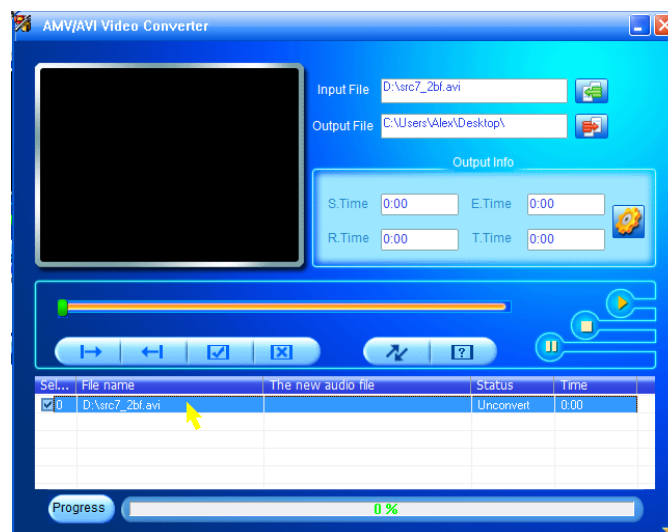 AMV/AVI Video Converter
Input File D:\src7_2bf.avi
Output File C:\Users\Alex\Desktop\
Output Info
S.Time 0:00 E.Time 0:00
R.Time 0:00 T.Time 0:00
Sel... File name The new audio file Status Time
0 D:\src7_2bf.avi Unconvert 0:00
Progress 0 %